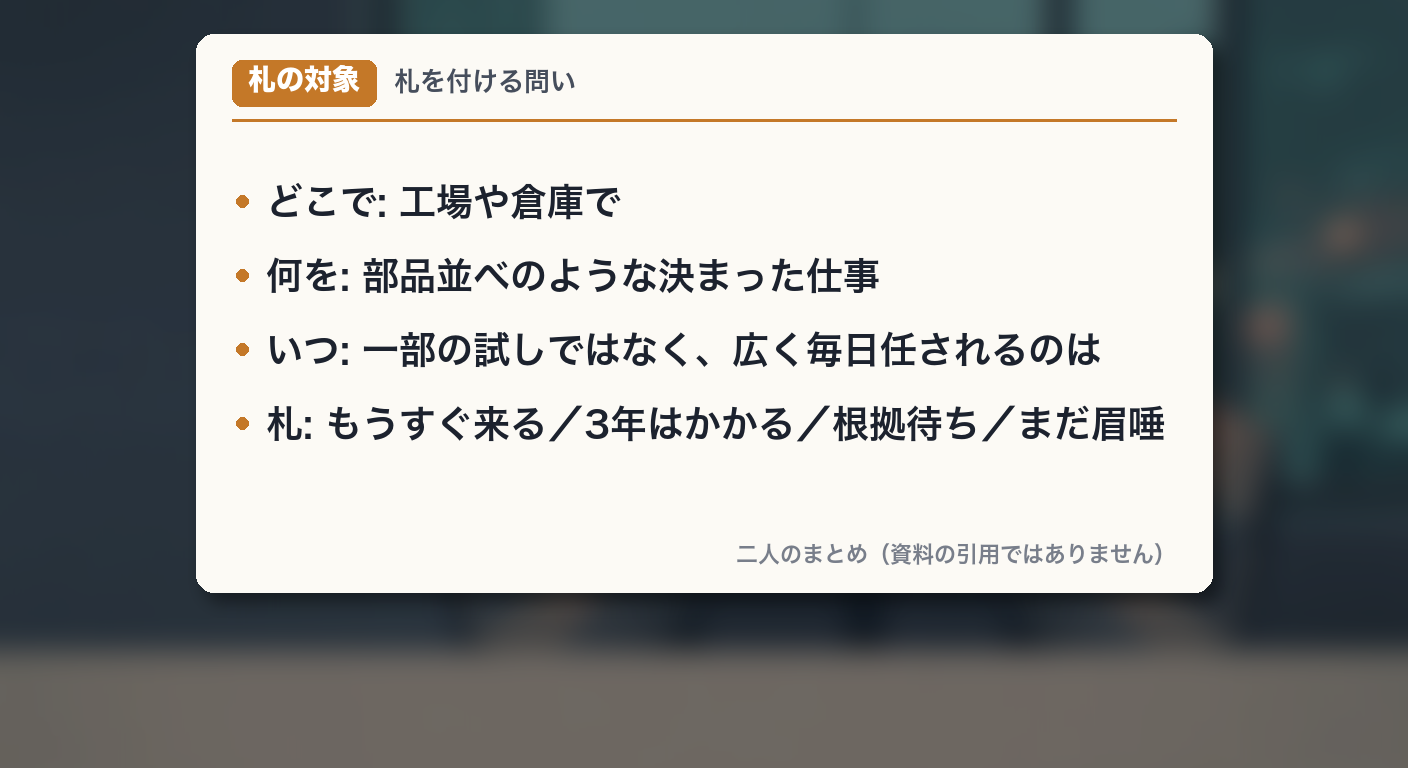 札の対象 札を付ける問い
どこで: 工場や倉庫で
何を: 部品並べのような決まった仕事
いつ: 一部の試しではなく、広く毎日任されるのは
札: もうすぐ来る／3年はかかる／根拠待ち／まだ眉唾
二人のまとめ（資料の引用ではありません）